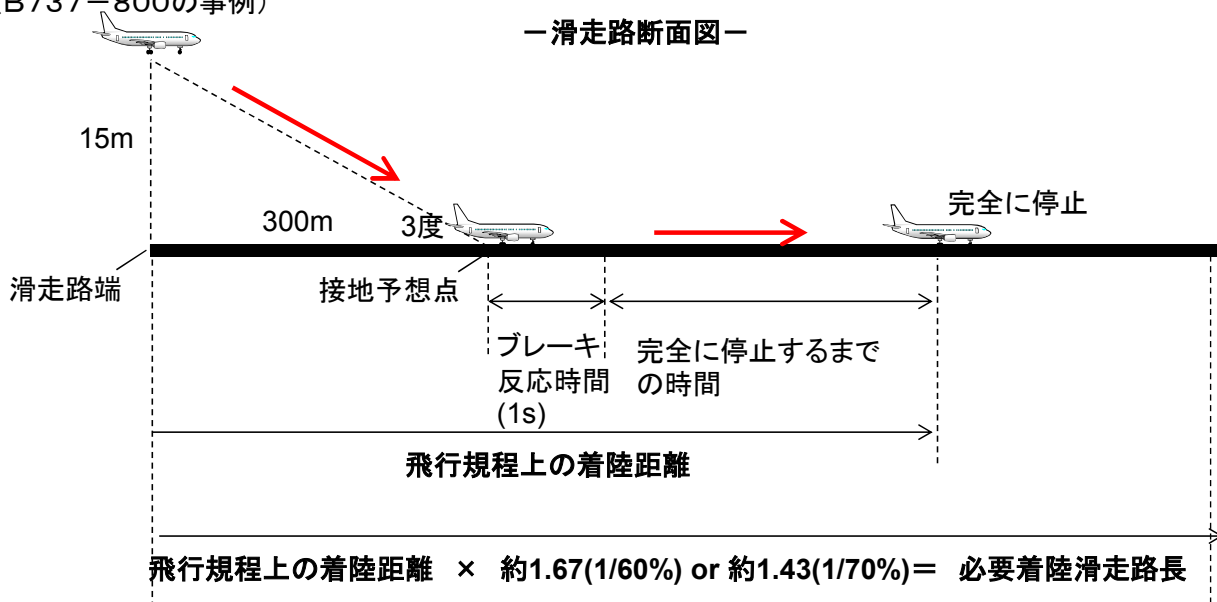 (B737-800の事例)
-滑走路断面図-
15m
完全に停止
300m
3度
滑走路端
接地予想点
ブレーキ
反応時間
(1s)
完全に停止するまで
の時間
飛行規程上の着陸距離
飛行規程上の着陸距離 × 約1.67(1/60%) or 約1.43(1/70%)= 必要着陸滑走路長